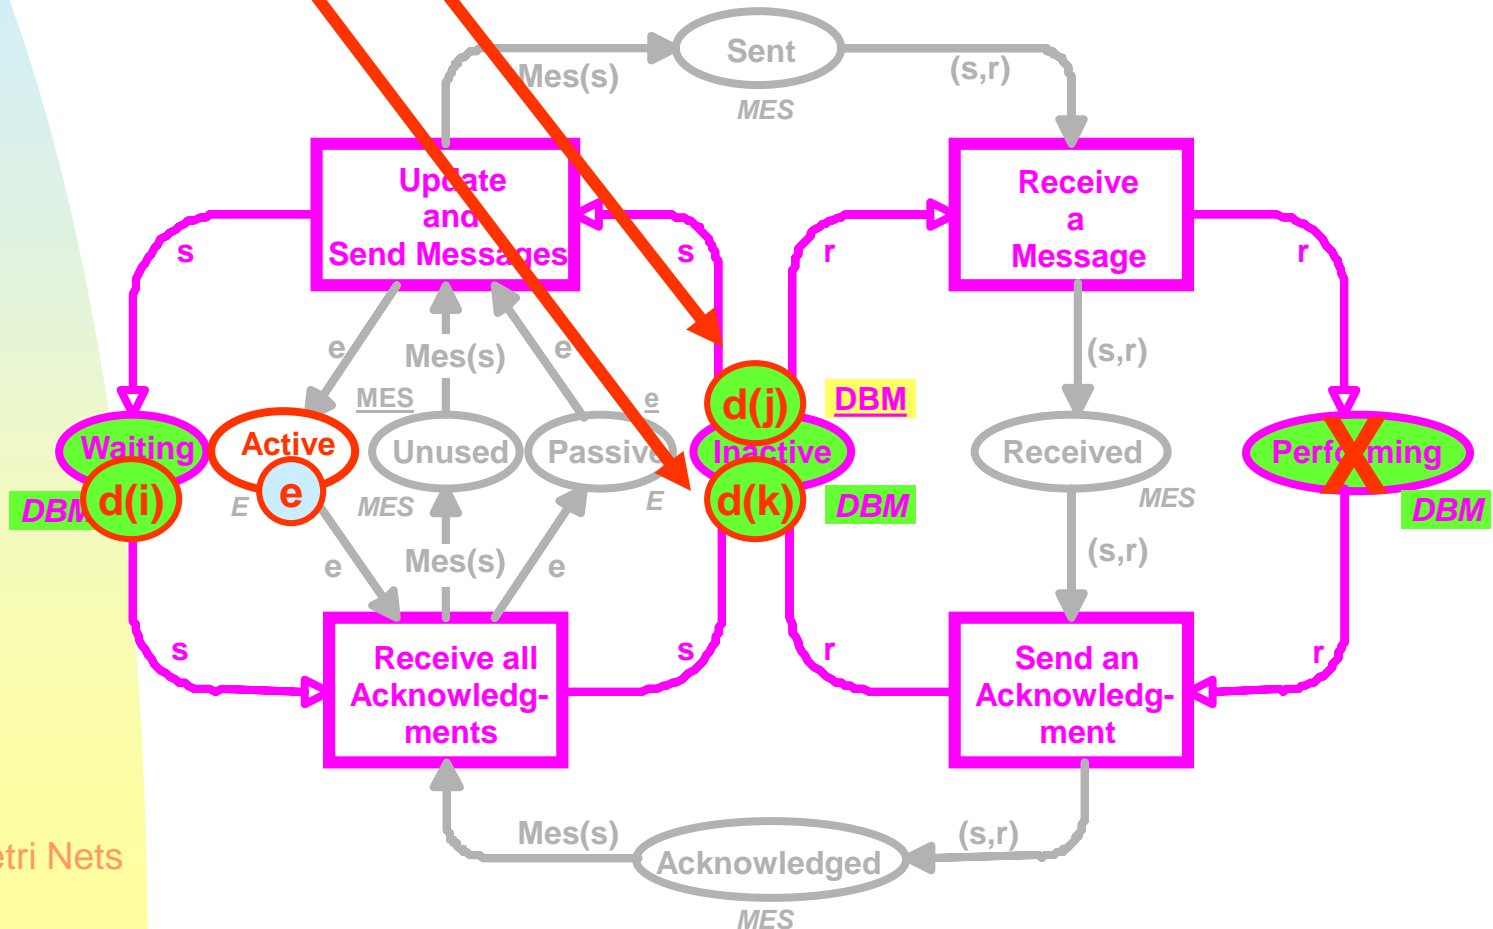 Sent
Mes(s)
(s,r)
MES
Update
and
Send Messages
Receive
a
Message
s
s
r
r
e
Mes(s)
e
(s,r)
MES
e
DBM
Waiting
Active
Unused
Passive
d(j)
Inactive
Received
Performing
X
DBM
d(i)
E
e
MES
E
d(k)
DBM
MES
DBM
e
Mes(s)
e
(s,r)
s
Receive all
Acknowledg-
ments
s
r
Send an
Acknowledg-
ment
r
Mes(s)
Acknowledged
(s,r)
MES
etri Nets